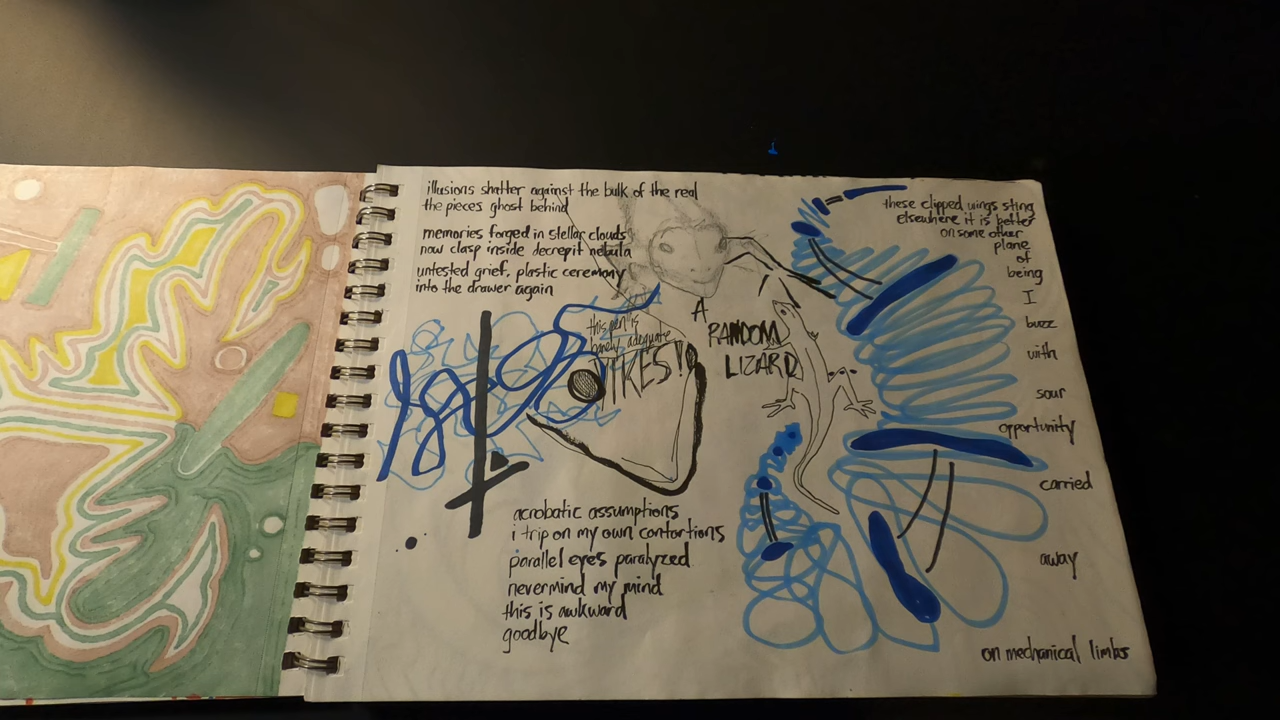 illusions shatter against the bulk of the real
the pieces ghost behind
memories forged in stellar clouds
now clasp inside decrepit nebula
untested grief, plastic ceremony
into the drawer again
this pen is
barely adequate
YIKES!!
A
RANDOM
LIZARD
acrobatic assumptions
i trip on my own contortions
parallel eyes paralyzed
nevermind my mind
this is awkward
goodbye
these clipped wings sting
elsewhere it is better
on some other
plane
of
being
I
buzz
with
sour
opportunity
carried
away
on mechanical limbs